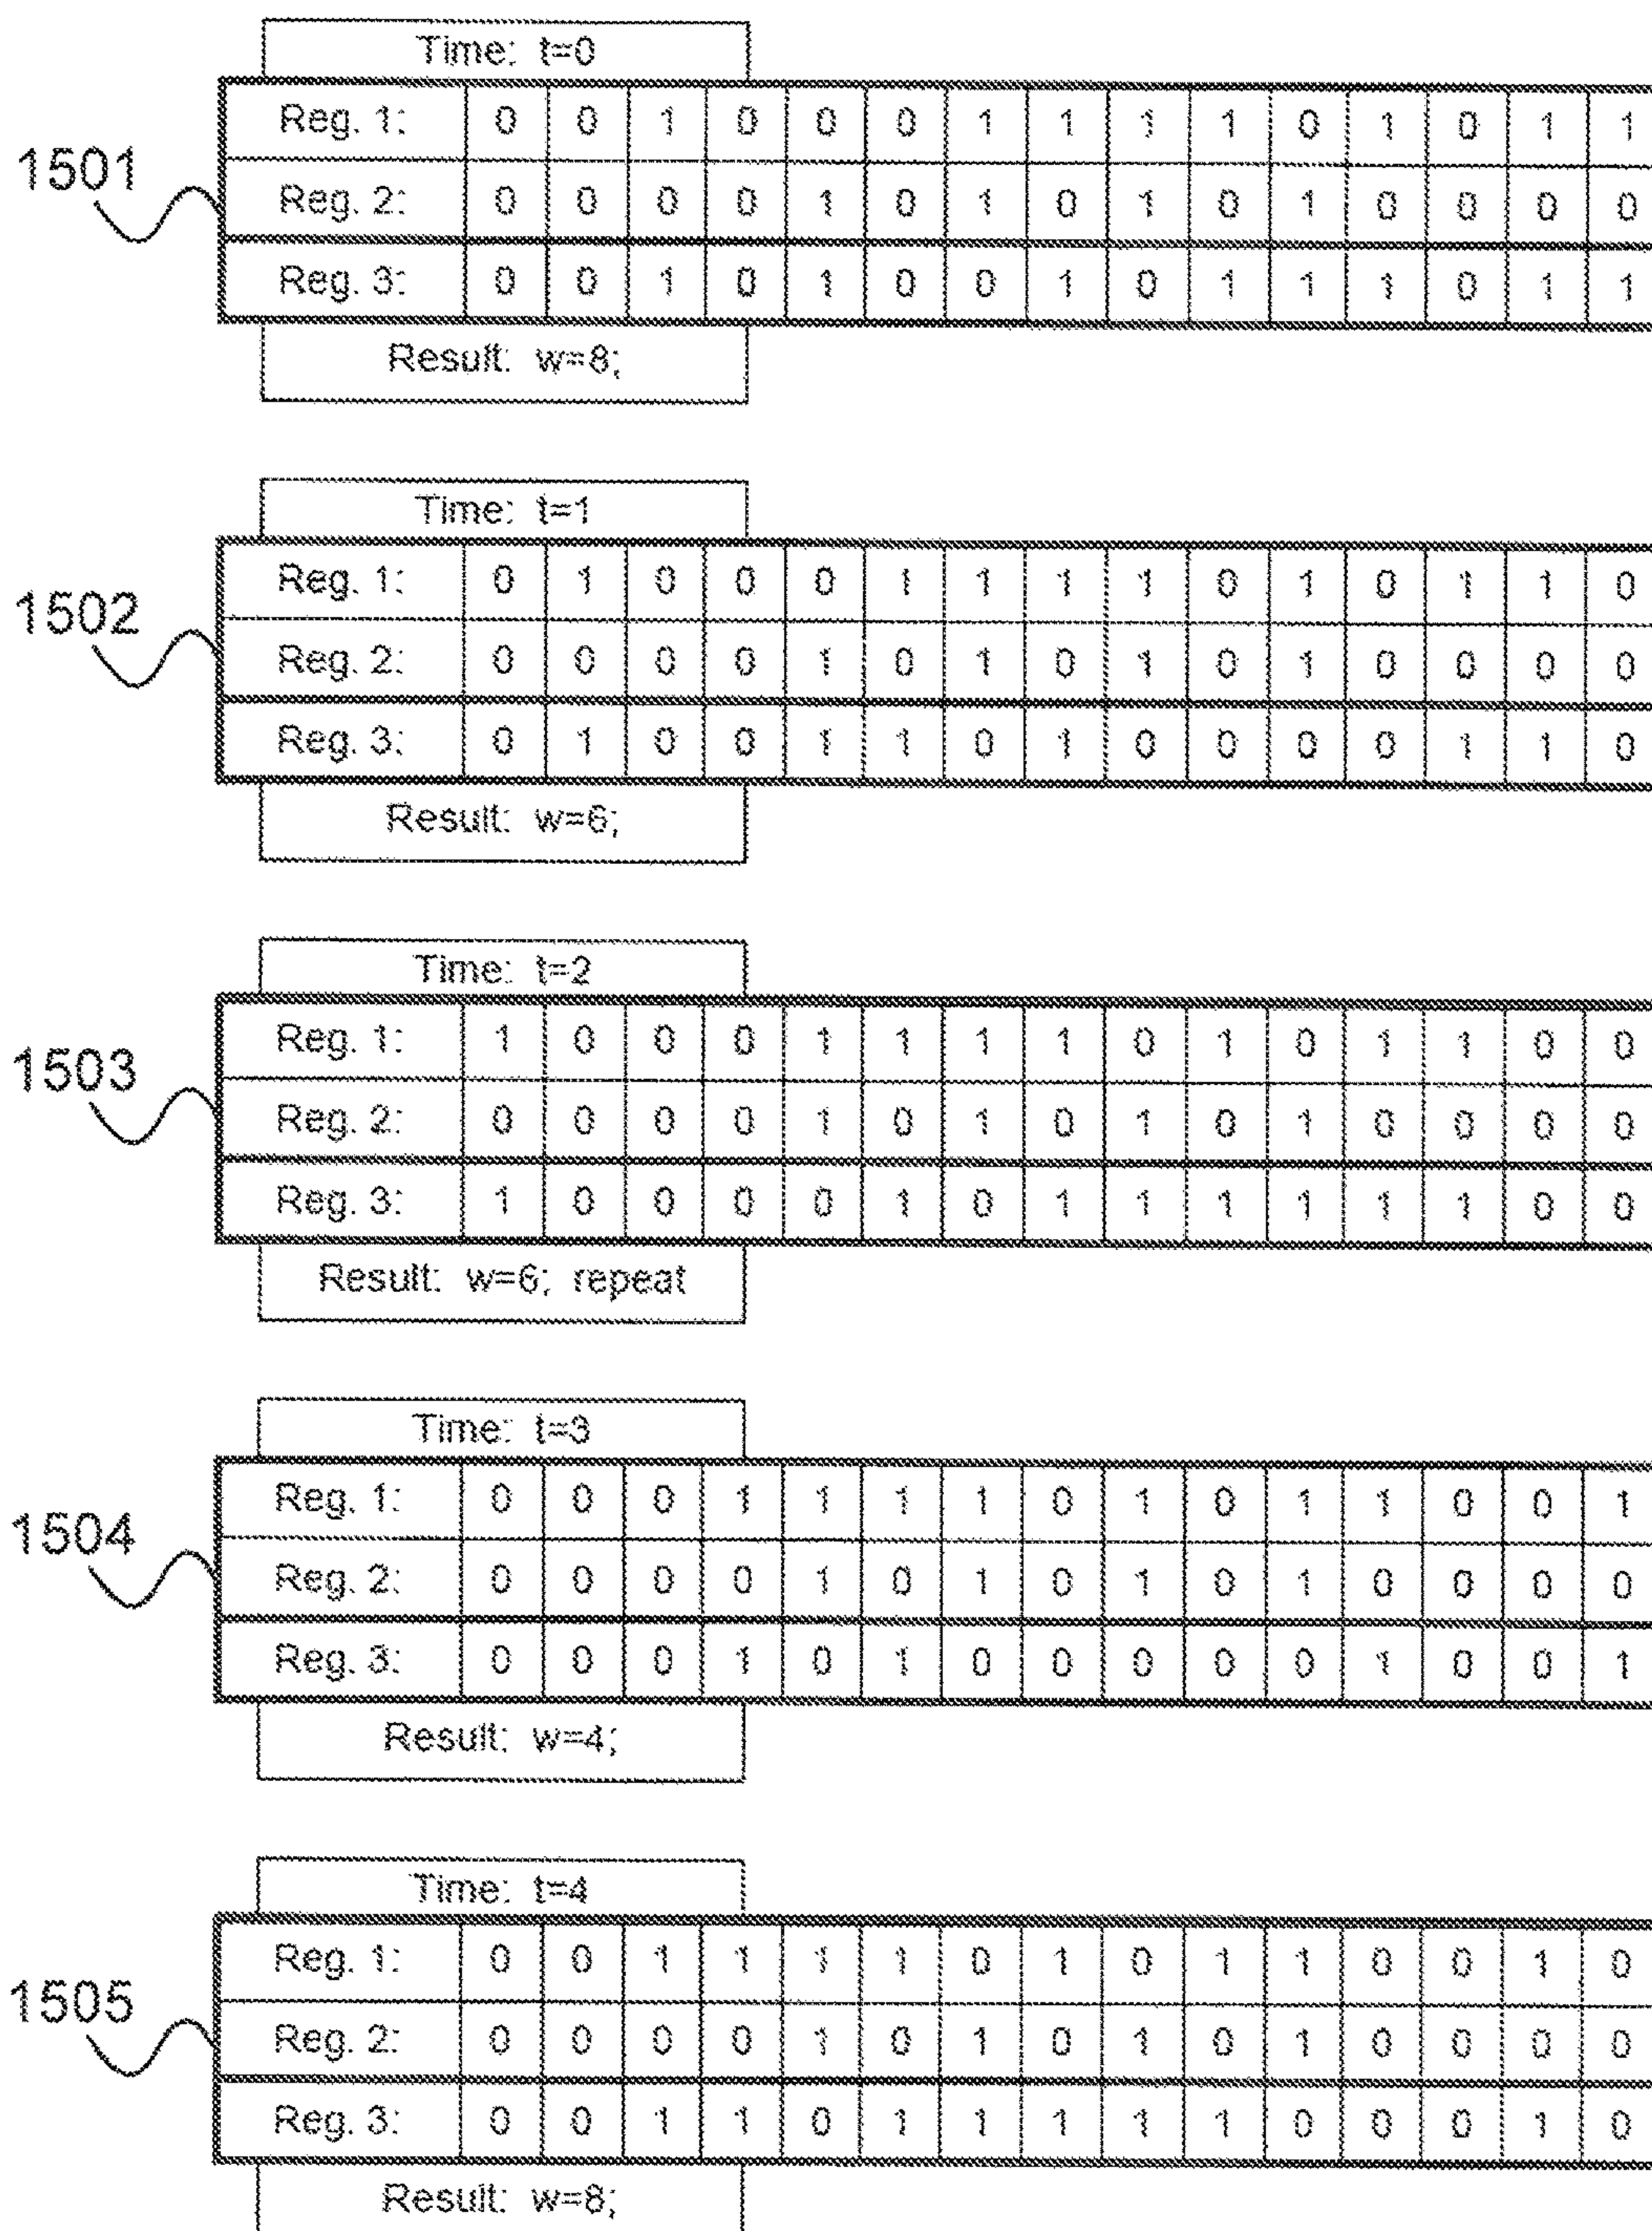 Time: t=0
Reg. 1: 0 0 1 0 0 0 1 1 1 1 0 1 0 1 1
1501
Reg. 2: 0 0 0 0 1 0 1 0 1 0 1 0 0 0 0
Reg. 3: 0 0 1 0 1 0 0 1 0 1 1 1 0 1 1
Result: w=8;
Time: t=1
Reg. 1: 0 1 0 0 0 1 1 1 1 0 1 0 1 1 0
1502
Reg. 2: 0 0 0 0 1 0 1 0 1 0 1 0 0 0 0
Reg. 3: 0 1 0 0 1 1 0 1 0 0 0 0 1 1 0
Result: w=6;
Time: t=2
Reg. 1: 1 0 0 0 1 1 1 1 0 1 0 1 1 0 0
1503
Reg. 2: 0 0 0 0 1 0 1 0 1 0 1 0 0 0 0
Reg. 3: 1 0 0 0 0 1 0 1 1 1 1 1 1 0 0
Result: w=6; repeat
Time: t=3
Reg. 1: 0 0 0 1 1 1 1 0 1 0 1 1 0 0 1
1504
Reg. 2: 0 0 0 0 1 0 1 0 1 0 1 0 0 0 0
Reg. 3: 0 0 0 1 0 1 0 0 0 0 0 1 0 0 1
Result: w=4;
Time: t=4
Reg. 1: 0 0 1 1 1 1 0 1 0 1 1 0 0 1 0
1505
Reg. 2: 0 0 0 0 1 0 1 0 1 0 1 0 0 0 0
Reg. 3: 0 0 1 1 0 1 1 1 1 1 0 0 0 1 0
Result: w=8;